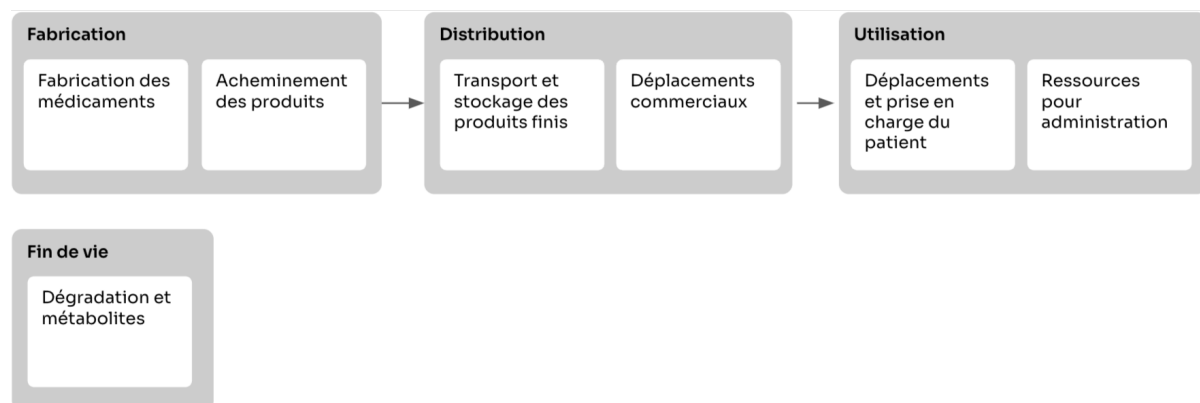 Fabrication
Fabrication des
médicaments
Acheminement
des produits
Distribution
Transport et
stockage des
produits finis
Déplacements
commerciaux
Utilisation
Déplacements
et prise en
charge du
patient
Ressources
pour
administration
Fin de vie
Dégradation et
métabolites